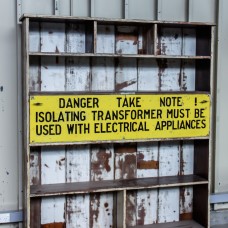 DANGER TAKE NOTE !
ISOLATING TRANSFORMER MUST BE
USED WITH ELECTRICAL APPLIANCES